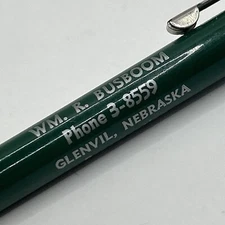 WM. R. BUSBOOM
Phone 3-8559
GLENVIL, NEBRASKA